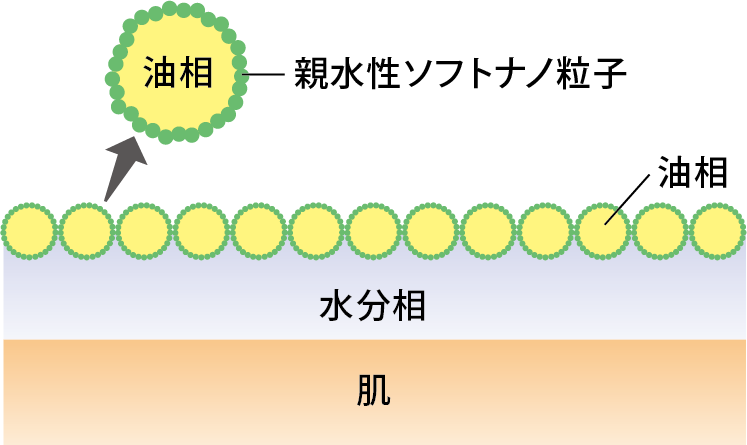 油相
親水性ソフトナノ粒子
油相
水分相
肌